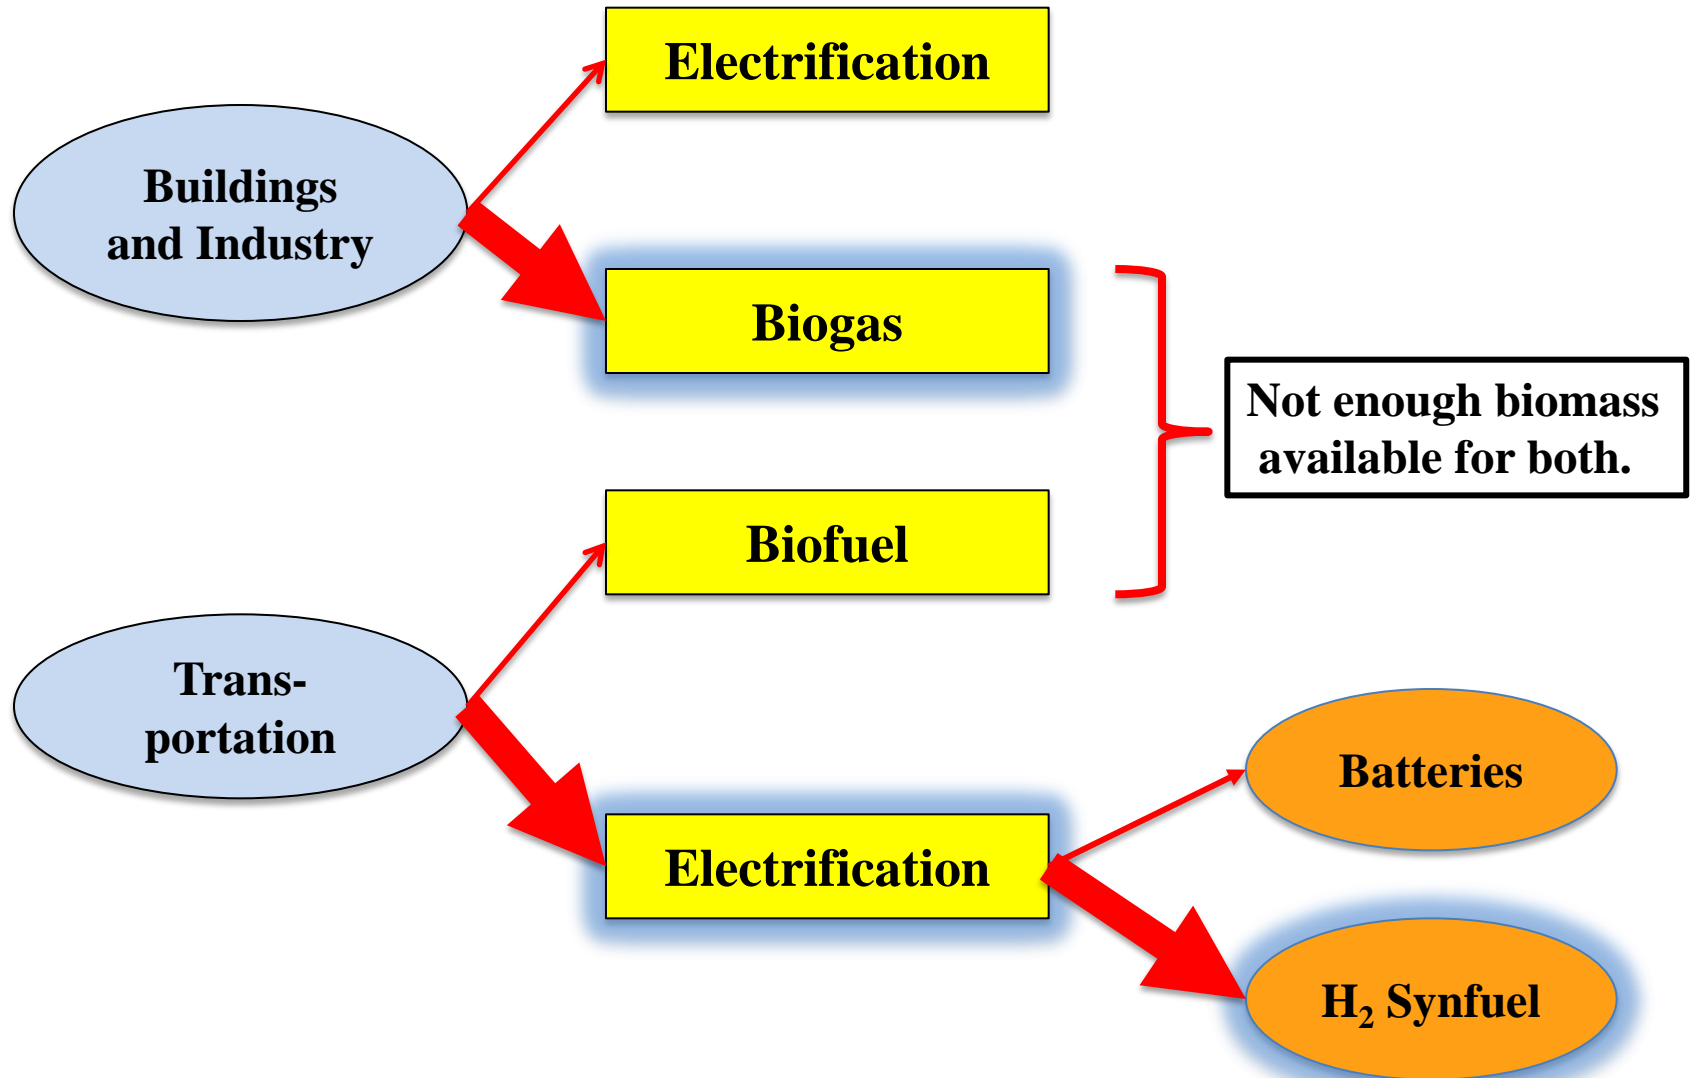 Electrification
Buildings
and Industry
Biogas
Not enough biomass
available for both.
Biofuel
Trans-
portation
Batteries
Electrification
H₂ Synfuel